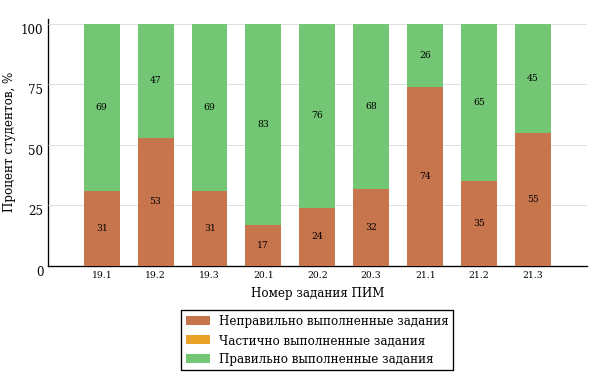 Процент студентов, %
100
75
50
25
0
69 47 69 83 76 68 26 65 45
31 53 31 17 24 32 74 35 55
19.1 19.2 19.3 20.1 20.2 20.3 21.1 21.2 21.3
Номер задания ПИМ
Неправильно выполненные задания
Частично выполненные задания
Правильно выполненные задания